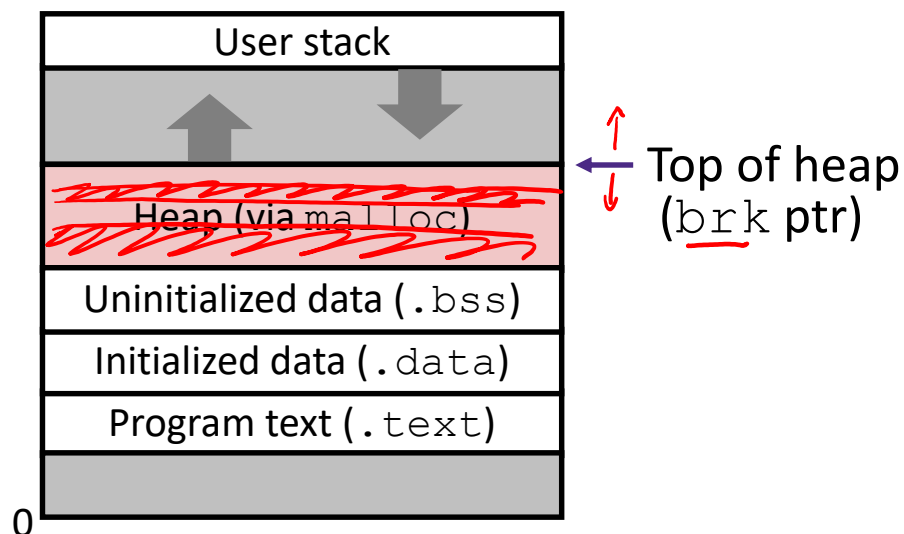 User stack
Heap (via malloc)
Top of heap
(brk ptr)
Uninitialized data (.bss)
Initialized data (.data)
Program text (.text)
0